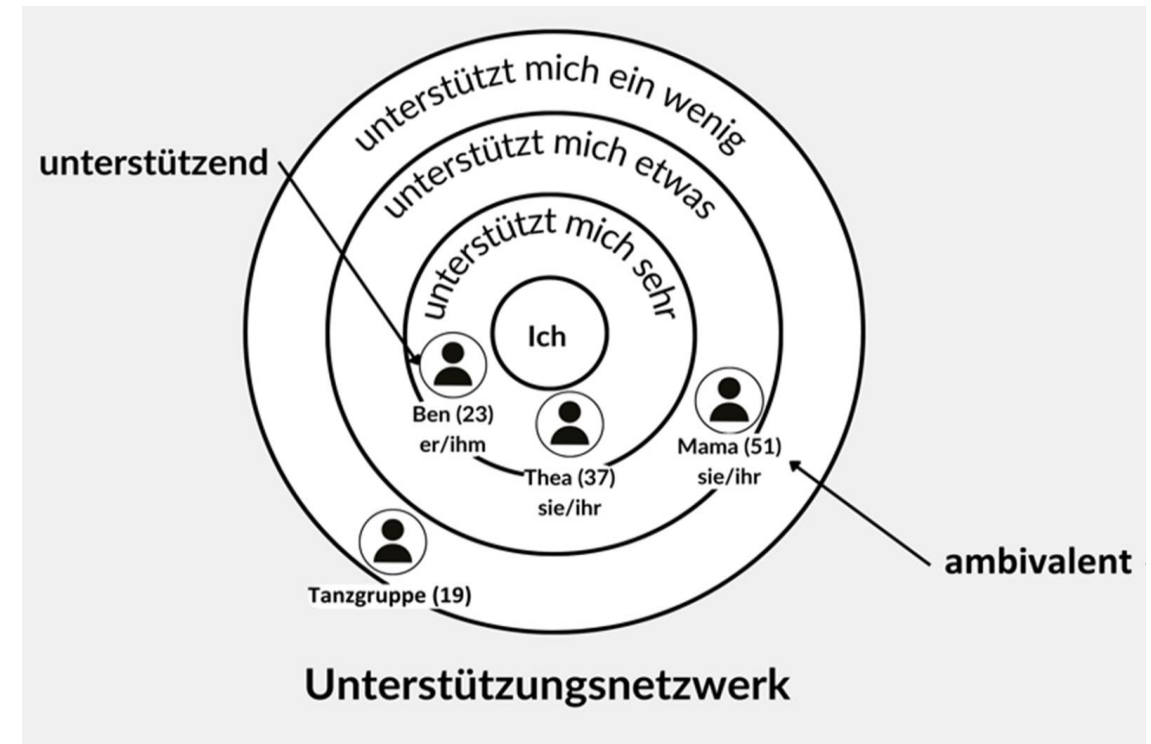 unterstützt mich ein wenig
unterstützt mich etwas
unterstützt mich sehr
unterstützend
Ich
Ben (23)
er/ihm
Thea (37)
sie/ihr
Mama (51)
sie/ihr
ambivalent
Tanzgruppe (19)
Unterstützungsnetzwerk